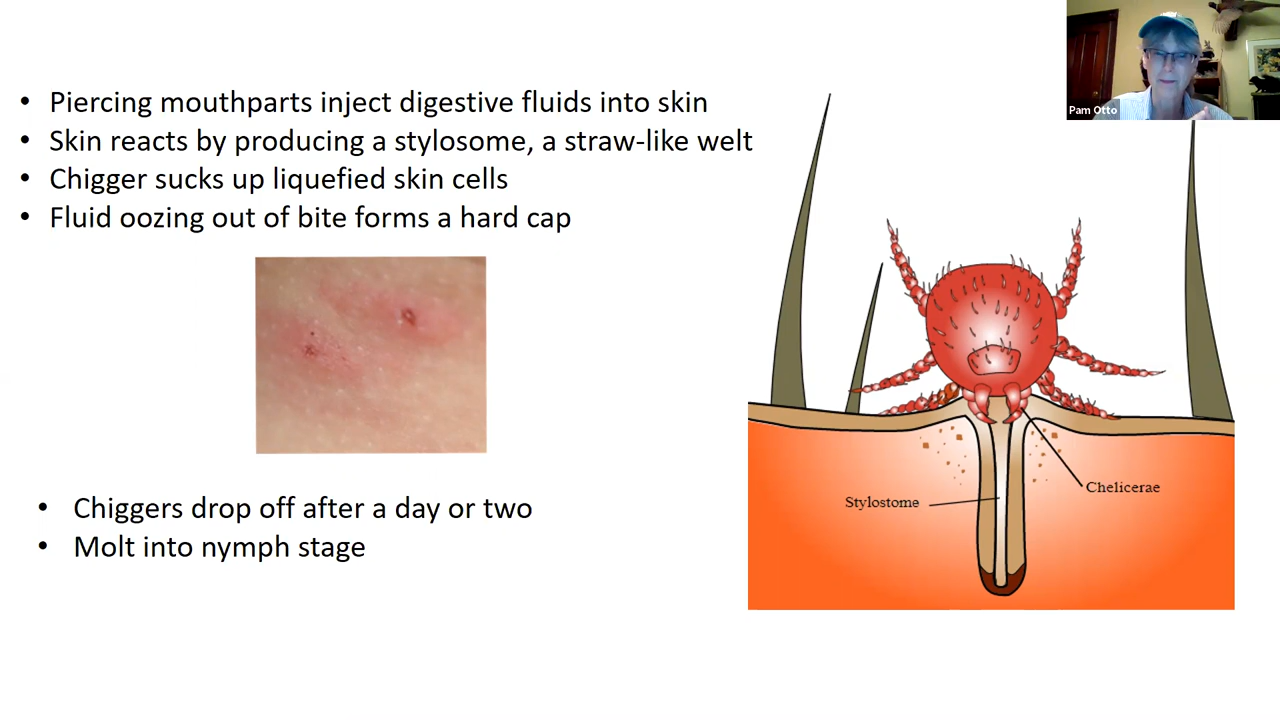 • Piercing mouthparts inject digestive fluids into skin
• Skin reacts by producing a stylosome, a straw-like welt
• Chigger sucks up liquefied skin cells
• Fluid oozing out of bite forms a hard cap
• Chiggers drop off after a day or two
• Molt into nymph stage
Pam Otto
Chelicerae
Stylostome